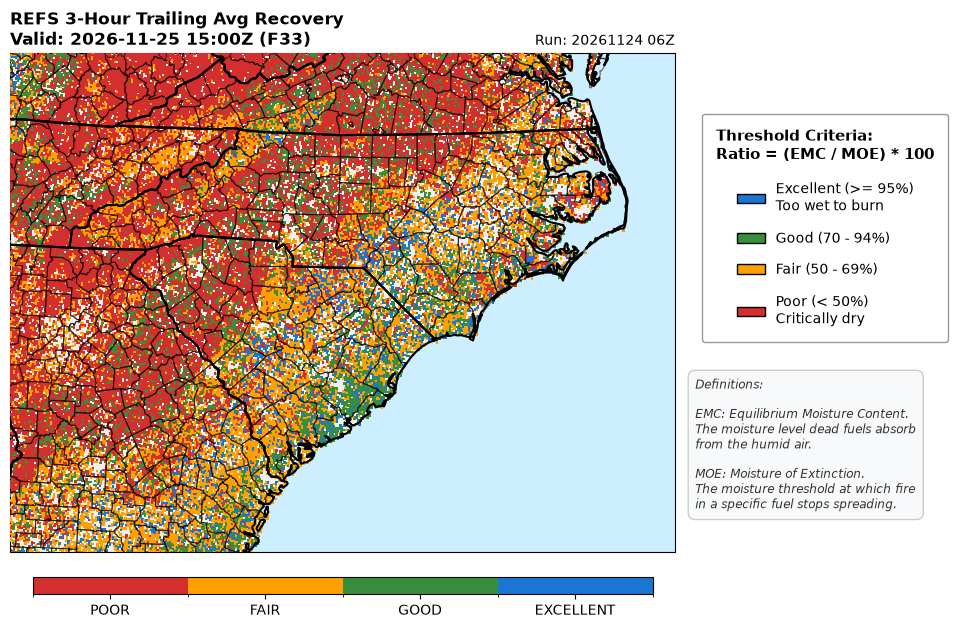 REFS 3-Hour Trailing Avg Recovery
Valid: 2026-11-25 15:00Z (F33)
Run: 20261124 06Z
Threshold Criteria:
Ratio = (EMC / MOE) * 100
Excellent (>= 95%)
Too wet to burn
Good (70 - 94%)
Fair (50 - 69%)
Poor (< 50%)
Critically dry
Definitions:
EMC: Equilibrium Moisture Content.
The moisture level dead fuels absorb
from the humid air.
MOE: Moisture of Extinction.
The moisture threshold at which fire
in a specific fuel stops spreading.
POOR FAIR GOOD EXCELLENT